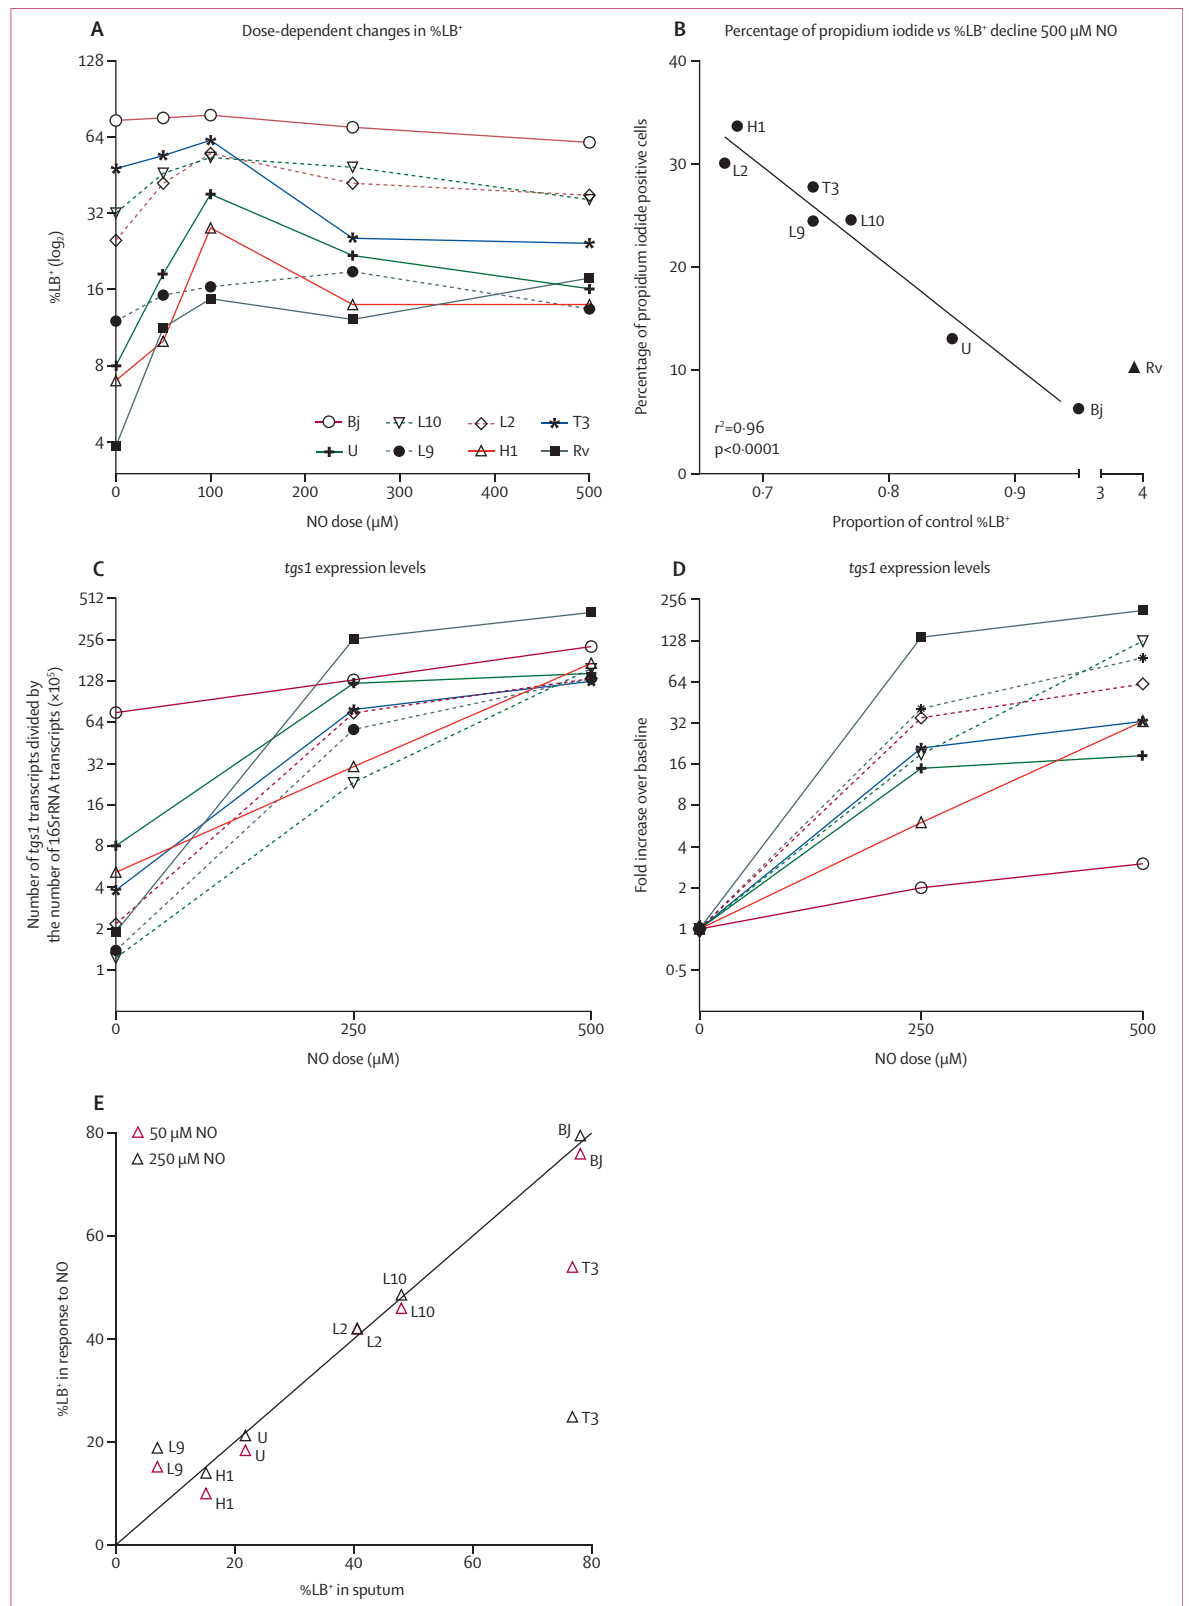 A
Dose-dependent changes in %LB⁺
128
64
32
16
8
4
%LB⁺ (log₂)
0
100
200
300
400
500
NO dose (µM)
Bj
L10
L2
T3
U
L9
H1
Rv
B
Percentage of propidium iodide vs %LB⁺ decline 500 µM NO
40
30
20
10
0
Percentage of propidium iodide positive cells
H1
L2
T3
L9
L10
U
Bj
Rv
r²=0·96
p<0·0001
0·7
0·8
0·9
3
4
Proportion of control %LB⁺
C
tgs1 expression levels
512
256
128
64
32
16
8
4
2
1
Number of tgs1 transcripts divided by
the number of 16SrRNA transcripts (×10⁵)
0
250
500
NO dose (µM)
D
tgs1 expression levels
256
128
64
32
16
8
4
2
1
0·5
Fold increase over baseline
0
250
500
NO dose (µM)
E
50 µM NO
250 µM NO
80
60
40
20
0
%LB⁺ in response to NO
BJ
BJ
T3
L10
L10
L2
L2
T3
U
U
L9
L9
H1
H1
0
20
40
60
80
%LB⁺ in sputum